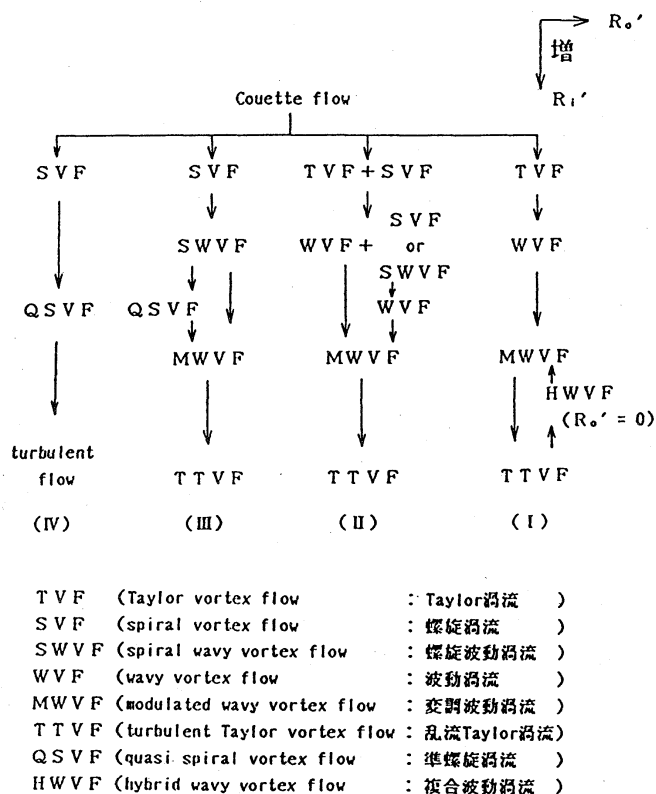 Ro′
増
Ri′
Couette flow
SVF SVF TVF+SVF TVF
SVF
SWVF WVF+ or WVF
SWVF
QSVF QSVF WVF
MWVF MWVF MWVF
HWVF
(Ro′=0)
turbulent
flow TTVF TTVF TTVF
(IV) (III) (II) (I)
TVF (Taylor vortex flow : Taylor渦流 )
SVF (spiral vortex flow : 螺旋渦流 )
SWVF (spiral wavy vortex flow : 螺旋波動渦流 )
WVF (wavy vortex flow : 波動渦流 )
MWVF (modulated wavy vortex flow : 変調波動渦流 )
TTVF (turbulent Taylor vortex flow : 乱流Taylor渦流)
QSVF (quasi spiral vortex flow : 準螺旋渦流 )
HWVF (hybrid wavy vortex flow : 複合波動渦流 )